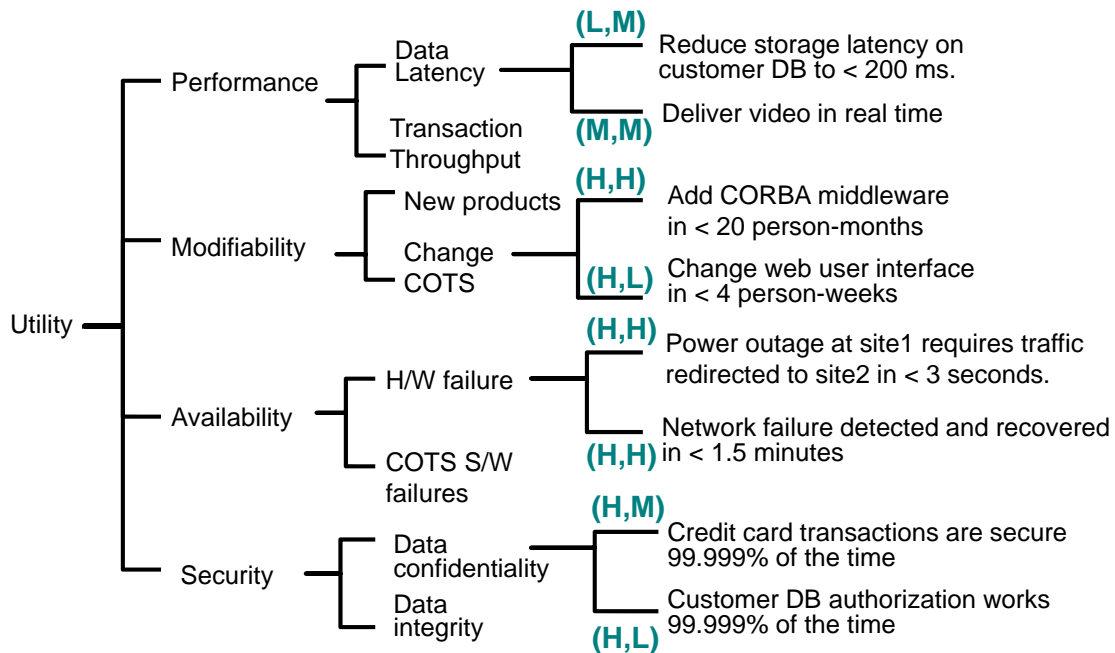 Utility
Performance
Data
Latency
(L,M)
Reduce storage latency on
customer DB to < 200 ms.
(M,M)
Deliver video in real time
Transaction
Throughput
Modifiability
New products
Change
COTS
(H,H)
Add CORBA middleware
in < 20 person-months
(H,L)
Change web user interface
in < 4 person-weeks
Availability
H/W failure
(H,H)
Power outage at site1 requires traffic
redirected to site2 in < 3 seconds.
(H,H)
Network failure detected and recovered
in < 1.5 minutes
COTS S/W
failures
Security
Data
confidentiality
(H,M)
Credit card transactions are secure
99.999% of the time
(H,L)
Customer DB authorization works
99.999% of the time
Data
integrity